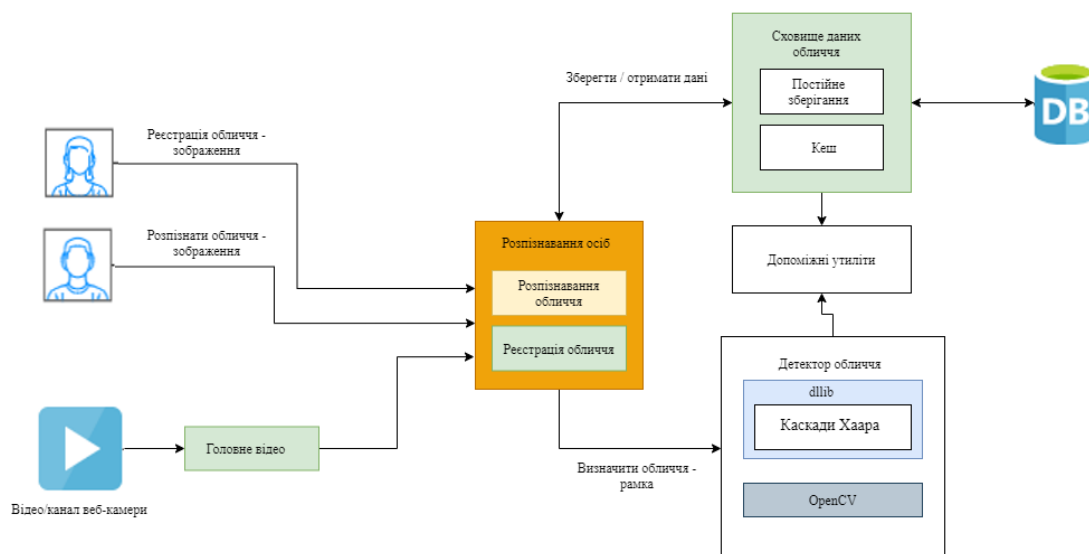 Сховище даних
обличчя
Зберегти / отримати дані
Постійне
зберігання
DB
Кеш
Реєстрація обличчя -
зображення
Розпізнати обличчя -
зображення
Розпізнавання осіб
Розпізнавання
обличчя
Реєстрація обличчя
Допоміжні утиліти
Детектор обличчя
dllib
Каскади Хаара
OpenCV
Головне відео
Визначити обличчя -
рамка
Відео/канал веб-камери